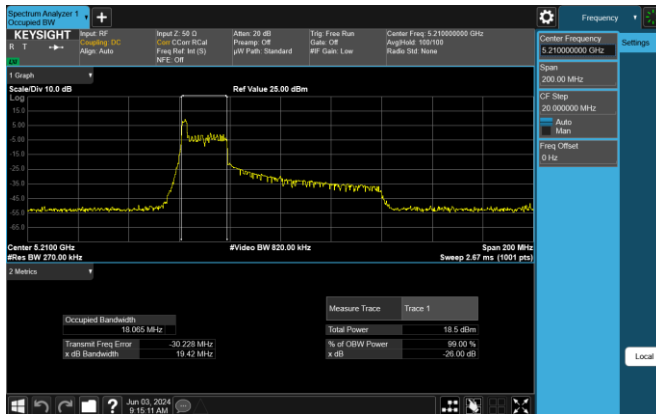 Spectrum Analyzer 1
Occupied BW
Frequency
KEYSIGHT
R T
Input: RF
Coupling: DC
Align: Auto
Input Z: 50 Ω
Corr CCorr RCal
Freq Ref: Int (S)
NFE: Off
Atten: 20 dB
Preamp: Off
µW Path: Standard
Trig: Free Run
Gate: Off
#IF Gain: Low
Center Freq: 5.210000000 GHz
Avg|Hold: 100/100
Radio Std: None
Center Frequency
5.210000000 GHz
Settings
Span
200.00 MHz
CF Step
20.000000 MHz
Auto
Man
Freq Offset
0 Hz
Local
1 Graph
Scale/Div 10.0 dB
Ref Value 25.00 dBm
Log
15.0
5.00
-5.00
-15.0
-25.0
-35.0
-45.0
-55.0
-65.0
Center 5.2100 GHz
#Video BW 820.00 kHz
Span 200 MHz
#Res BW 270.00 kHz
Sweep 2.67 ms (1001 pts)
2 Metrics
Measure Trace Trace 1
Occupied Bandwidth
18.065 MHz
Total Power 18.5 dBm
Transmit Freq Error -30.228 MHz
% of OBW Power 99.00 %
x dB Bandwidth 19.42 MHz
x dB -26.00 dB
Jun 03, 2024
9:15:11 AM